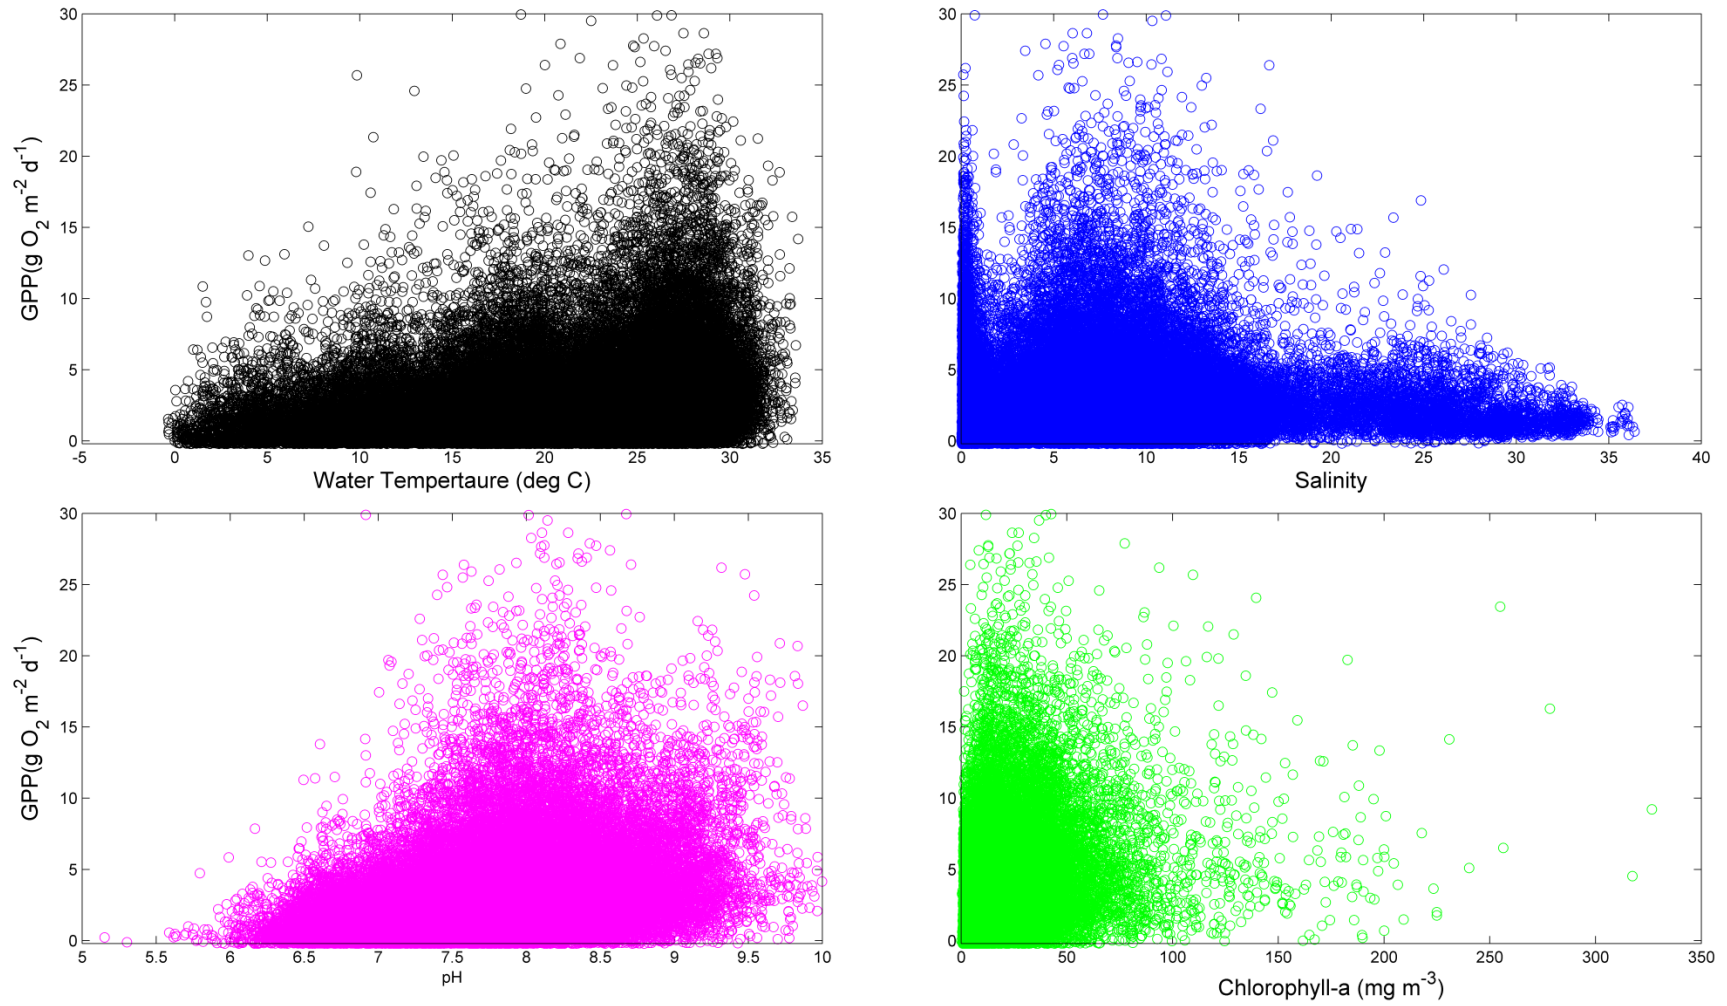 30
25
20
15
10
5
0
GPP(g O2 m-2 d-1)
-5 0 5 10 15 20 25 30 35
Water Tempertaure (deg C)
30
25
20
15
10
5
0
0 5 10 15 20 25 30 35 40
Salinity
30
25
20
15
10
5
0
GPP(g O2 m-2 d-1)
5 5.5 6 6.5 7 7.5 8 8.5 9 9.5 10
pH
30
25
20
15
10
5
0
0 50 100 150 200 250 300 350
Chlorophyll-a (mg m-3)